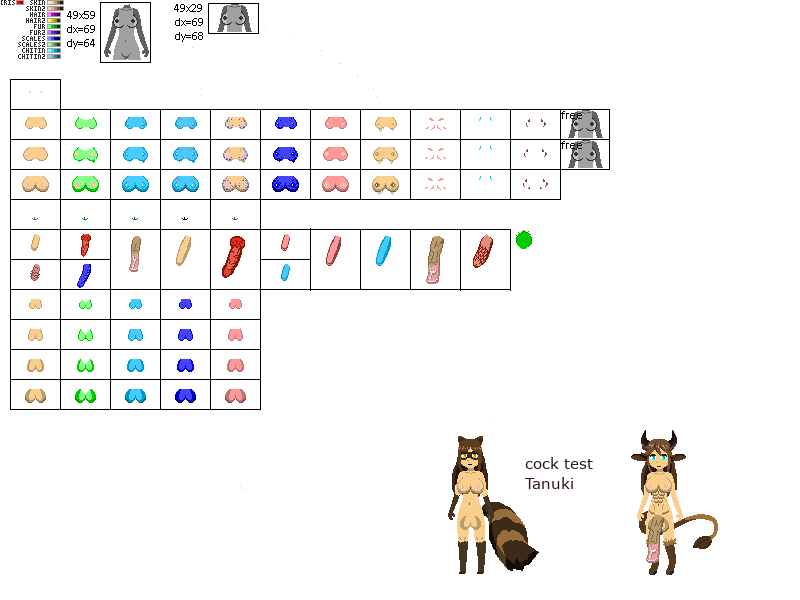 IRIS SKIN
SKIN2
HAIR
HAIR2
FUR
FUR2
SCALES
SCALES2
CHITIN
CHITIN2
49x59
dx=69
dy=64
49x29
dx=69
dy=68
free
free
cock test
Tanuki